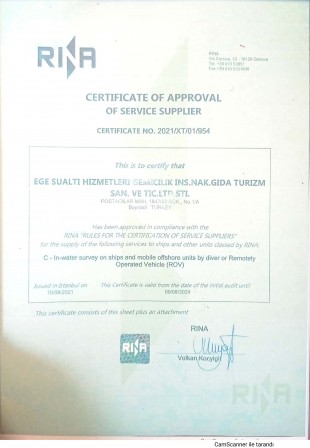 RINA
RINA
CERTIFICATE OF APPROVAL
OF SERVICE SUPPLIER
CERTIFICATE NO. 2021/XT/01/954
This is to certify that
EGE SUALTI HIZMETLERI GEMICILIK INS.NAK.GIDA TURIZM
SAN. VE TIC.LTD.STI.
TURKEY
Has been approved in compliance with the
RINA "RULES FOR THE CERTIFICATION OF SERVICE SUPPLIERS"
for the supply of the following services to ships and other units classed by RINA:
C - In-water survey on ships and mobile offshore units by diver or Remotely
Operated Vehicle (ROV)
Issued in Istanbul on
This Certificate is valid from the date of the initial audit until
This certificate consists of this sheet plus an attachment
RINA
Volkan
RINA
CamScanner ile tarandı